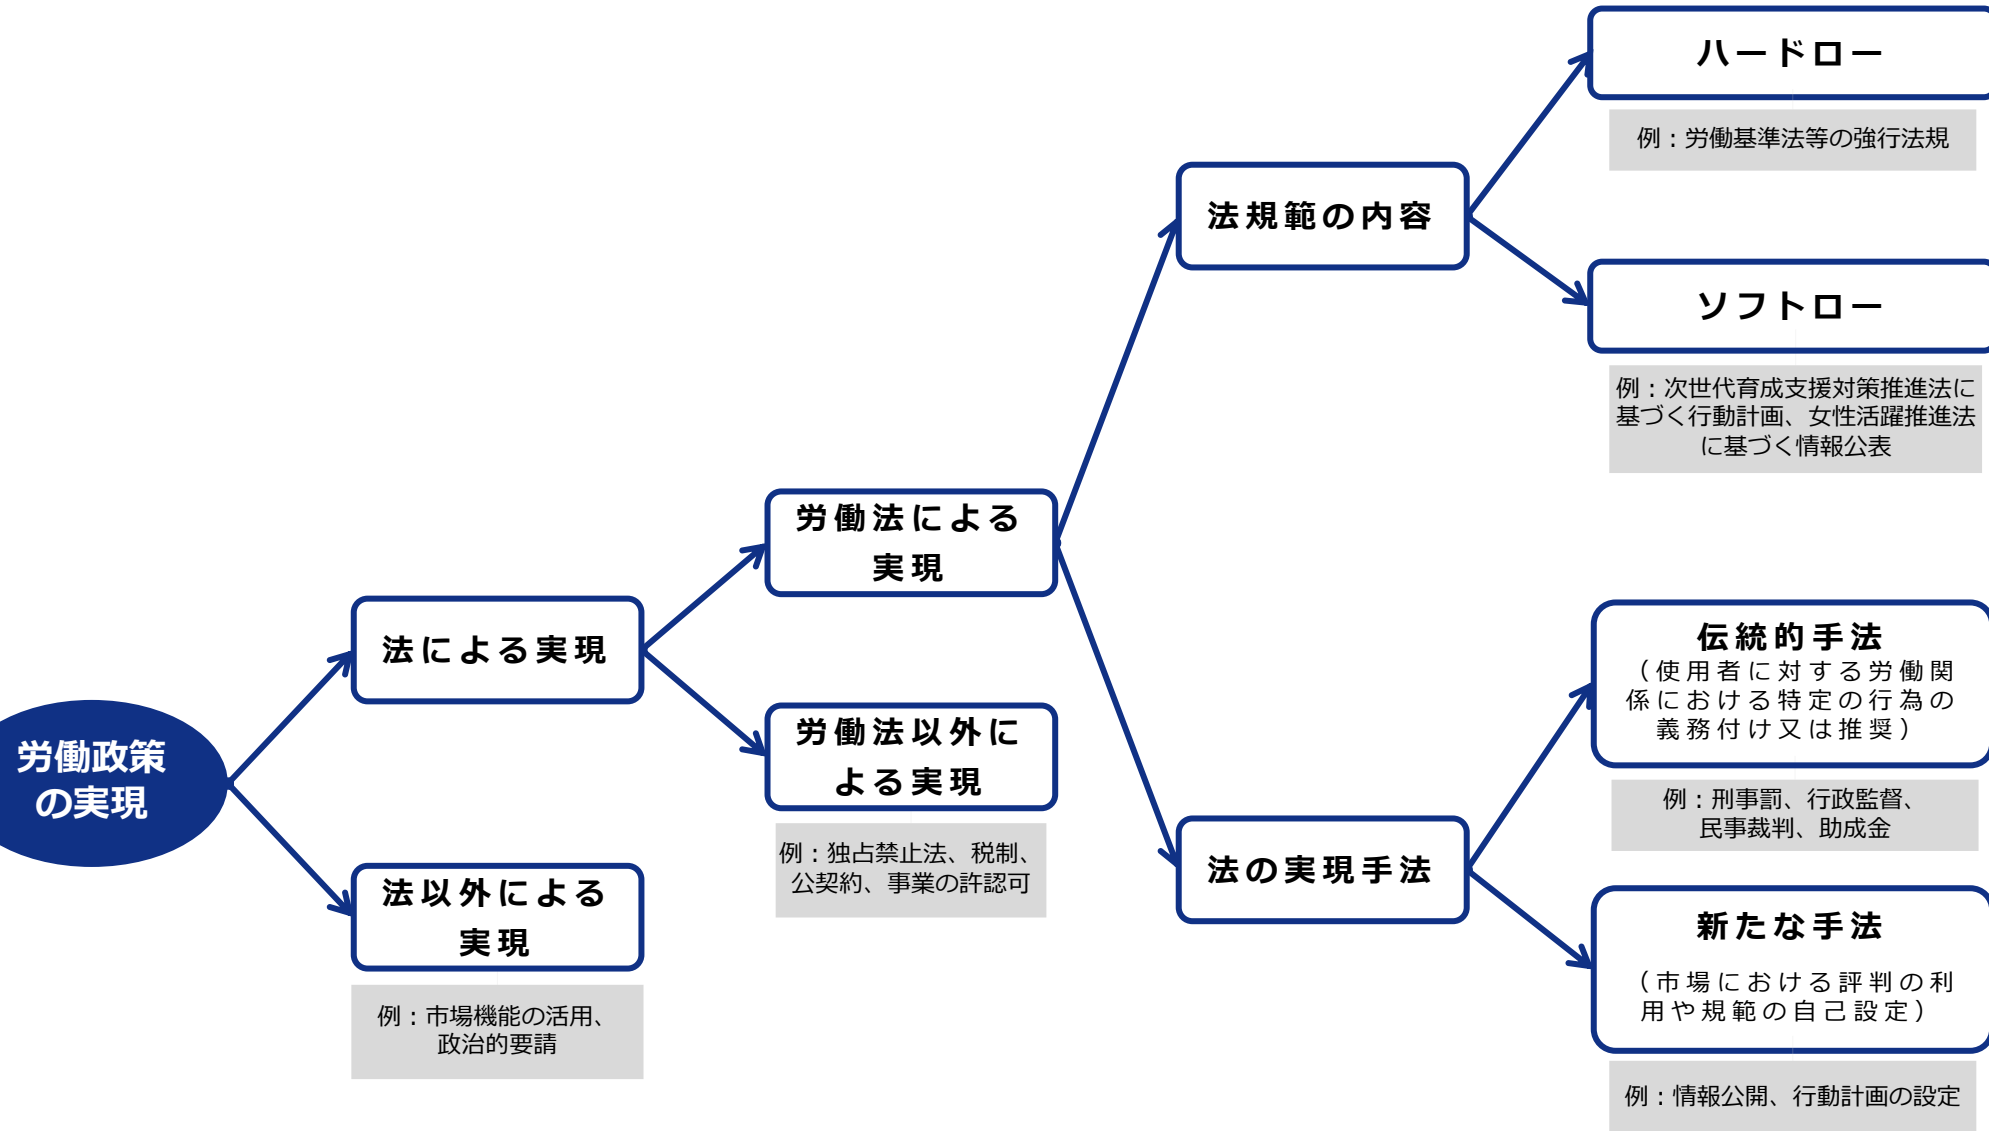 労働政策
の実現
法による実現
法以外による
実現
例：市場機能の活用、
政治的要請
労働法による
実現
労働法以外に
よる実現
例：独占禁止法、税制、
公契約、事業の許認可
法規範の内容
法の実現手法
ハードロー
例：労働基準法等の強行法規
ソフトロー
例：次世代育成支援対策推進法に
基づく行動計画、女性活躍推進法
に基づく情報公表
伝統的手法
（使用者に対する労働関
係における特定の行為の
義務付け又は推奨）
例：刑事罰、行政監督、
民事裁判、助成金
新たな手法
（市場における評判の利
用や規範の自己設定）
例：情報公開、行動計画の設定